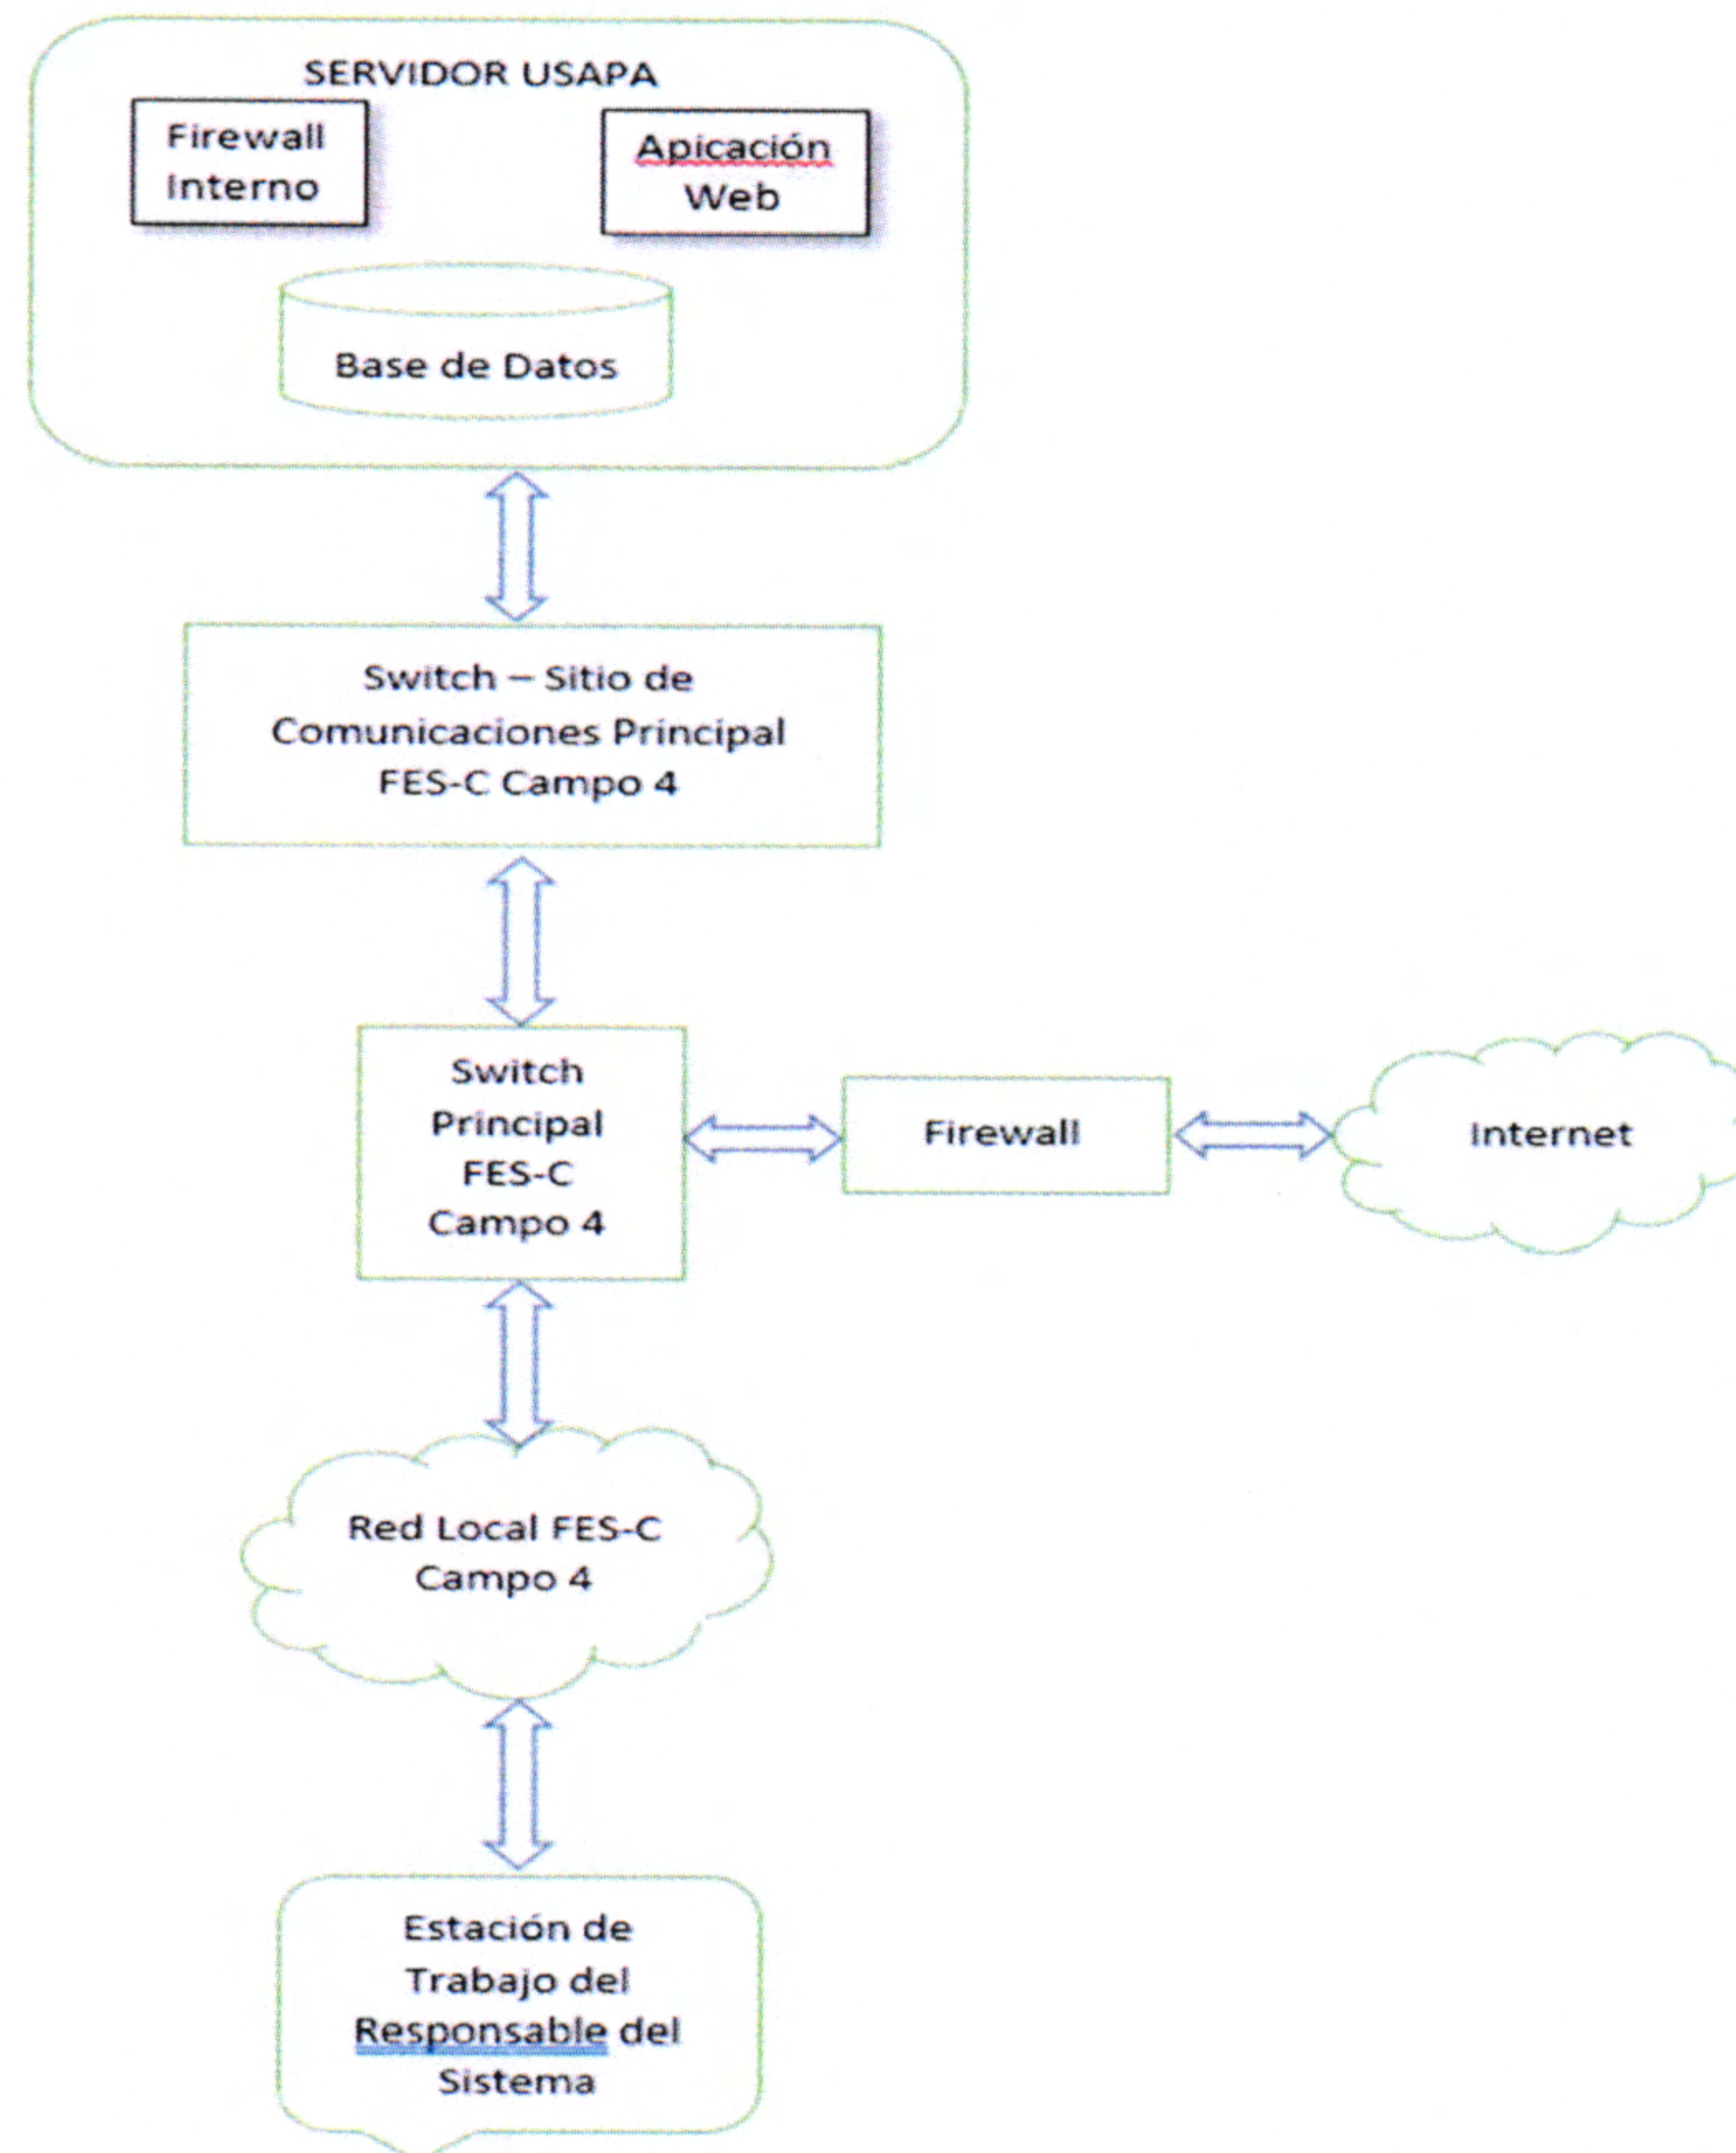 SERVIDOR USAPA
Firewall
Interno
Apicación
Web
Base de Datos
Switch – Sitio de
Comunicaciones Principal
FES-C Campo 4
Switch
Principal
FES-C
Campo 4
Firewall
Internet
Red Local FES-C
Campo 4
Estación de
Trabajo del
Responsable del
Sistema